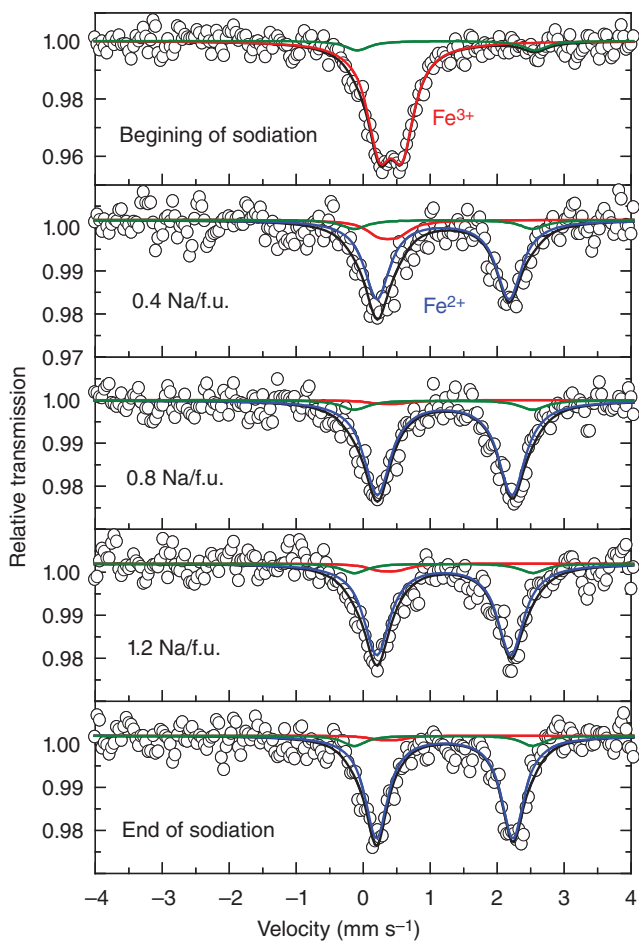 1.00
0.98
0.96
Begining of sodiation
Fe³⁺
1.00
0.99
0.98
0.97
0.4 Na/f.u.
Fe²⁺
1.00
0.99
0.98
0.8 Na/f.u.
1.00
0.99
0.98
1.2 Na/f.u.
1.00
0.99
0.98
0.97
End of sodiation
Relative transmission
–4 –3 –2 –1 0 1 2 3 4
Velocity (mm s⁻¹)